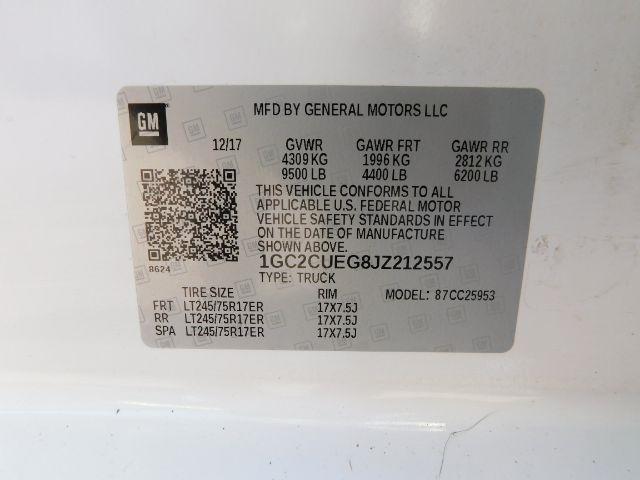 GM
MFD BY GENERAL MOTORS LLC
12/17 GVWR GAWR FRT GAWR RR
4309 KG 1996 KG 2812 KG
9500 LB 4400 LB 6200 LB
THIS VEHICLE CONFORMS TO ALL
APPLICABLE U.S. FEDERAL MOTOR
VEHICLE SAFETY STANDARDS IN EFFECT
ON THE DATE OF MANUFACTURE
SHOWN ABOVE.
8624
1GC2CUEG8JZ212557
TYPE: TRUCK
TIRE SIZE RIM MODEL: 87CC25953
FRT LT245/75R17ER 17X7.5J
RR LT245/75R17ER 17X7.5J
SPA LT245/75R17ER 17X7.5J